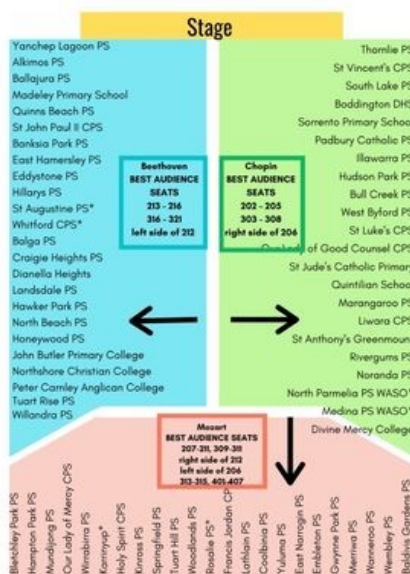 Stage
Yanchep Lagoon PS
Alkimos PS
Ballajura PS
Madeley Primary School
Quinns Beach PS
St John Paul II CPS
Banksia Park PS
East Hamersley PS
Eddystone PS
Hillarys PS
St Augustine PS*
Whitford CPS*
Balga PS
Craigie Heights PS
Dianella Heights
Landsdale PS
Hawker Park PS
North Beach PS
Honeywood PS
John Butler Primary College
Northshore Christian College
Peter Carnley Anglican College
Tuart Rise PS
Willandra PS
Beethoven
BEST AUDIENCE
SEATS
213 - 216
316 - 321
left side of 212
Chopin
BEST AUDIENCE
SEATS
202 - 205
303 - 308
right side of 206
Thornlie PS
St Vincent's CPS
South Lake PS
Boddington DHS
Sorrento Primary School
Padbury Catholic PS
Illawarra PS
Hudson Park PS
Bull Creek PS
West Byford PS
St Luke's CPS
Lady of Good Counsel CPS
St Jude's Catholic Primary
Quintilian School
Marangaroo PS
Liwara CPS
St Anthony's Greenmount
Rivergums PS
Noranda PS
North Parmelia PS WASO*
Medina PS WASO*
Divine Mercy College
Mozart
BEST AUDIENCE SEATS
207-211, 309-311
right side of 212
left side of 206
313-315, 401-407
Bletchley Park PS
Hampton Park PS
Mundijong PS
Our Lady of Mercy CPS
Wirrabirra PS
Karrinyup*
Holy Spirit CPS
Kinross PS
Springfield PS
Tuart Hill PS
Woodlands PS
Rosalie PS*
Francis Jordan CP
Lathlain PS
Coolbinia PS
Yuluma PS
East Narrogin PS
Embleton PS
Gwynne Park PS
Merriwa PS
Wanneroo PS
Wembley PS
Baldivis Gardens PS